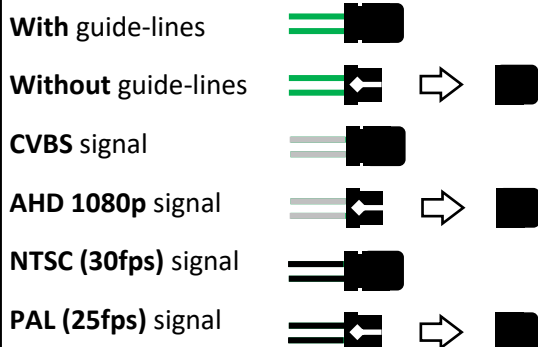 With guide-lines
Without guide-lines
CVBS signal
AHD 1080p signal
NTSC (30fps) signal
PAL (25fps) signal